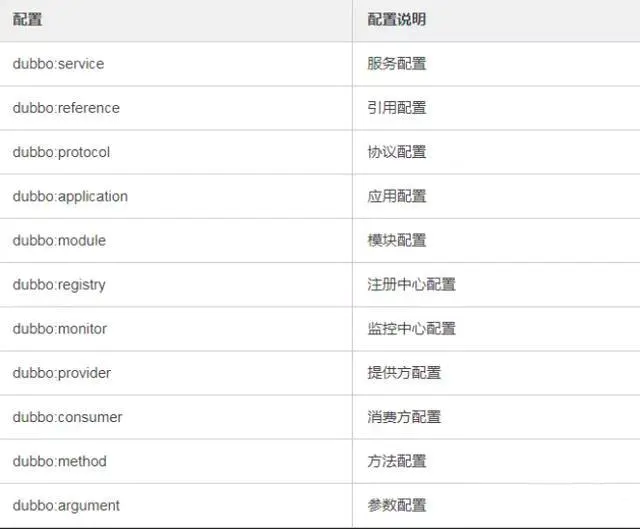 配置 配置说明
dubbo:service 服务配置
dubbo:reference 引用配置
dubbo:protocol 协议配置
dubbo:application 应用配置
dubbo:module 模块配置
dubbo:registry 注册中心配置
dubbo:monitor 监控中心配置
dubbo:provider 提供方配置
dubbo:consumer 消费方配置
dubbo:method 方法配置
dubbo:argument 参数配置